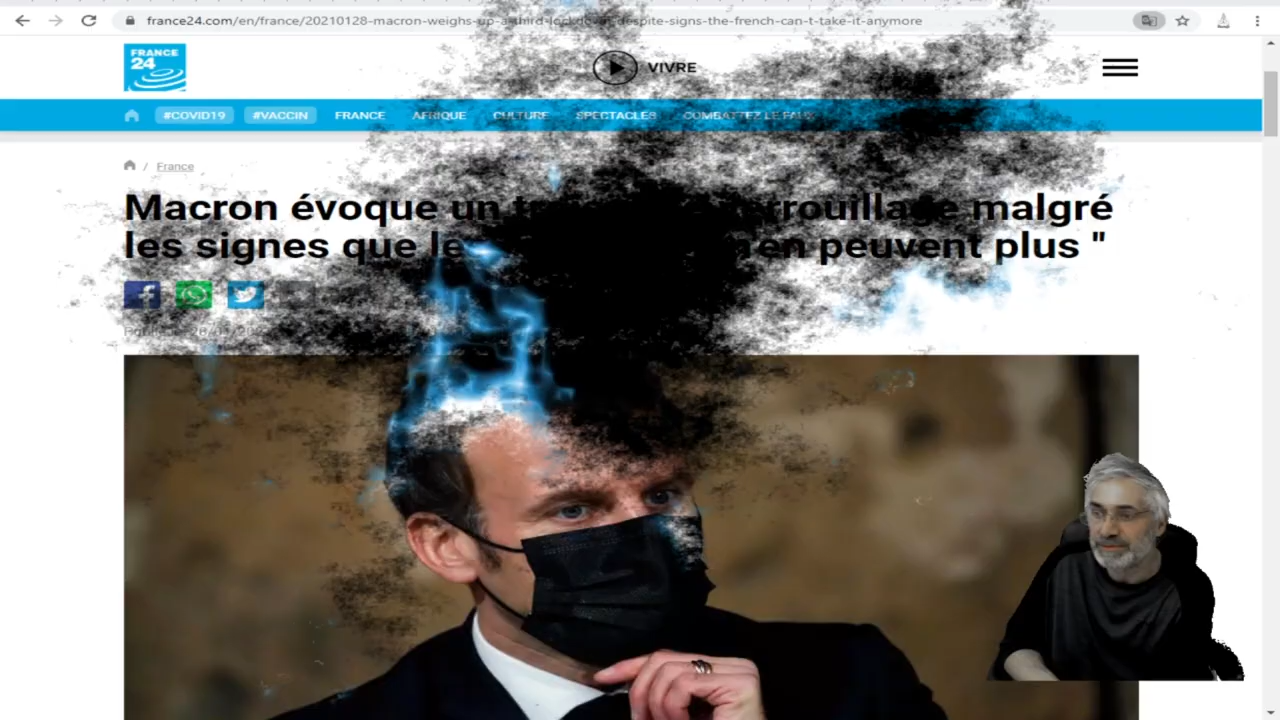 france24.com/en/france/20210128-macron-weighs-up-a-third-lockdown-despite-signs-the-french-can-t-take-it-anymore
FRANCE
24
VIVRE
#COVID19 #VACCIN FRANCE AFRIQUE CULTURE SPECTACLES COMBATTEZ LE FAUX
/ France
Macron évoque un malgré
les signes que peuvent plus "